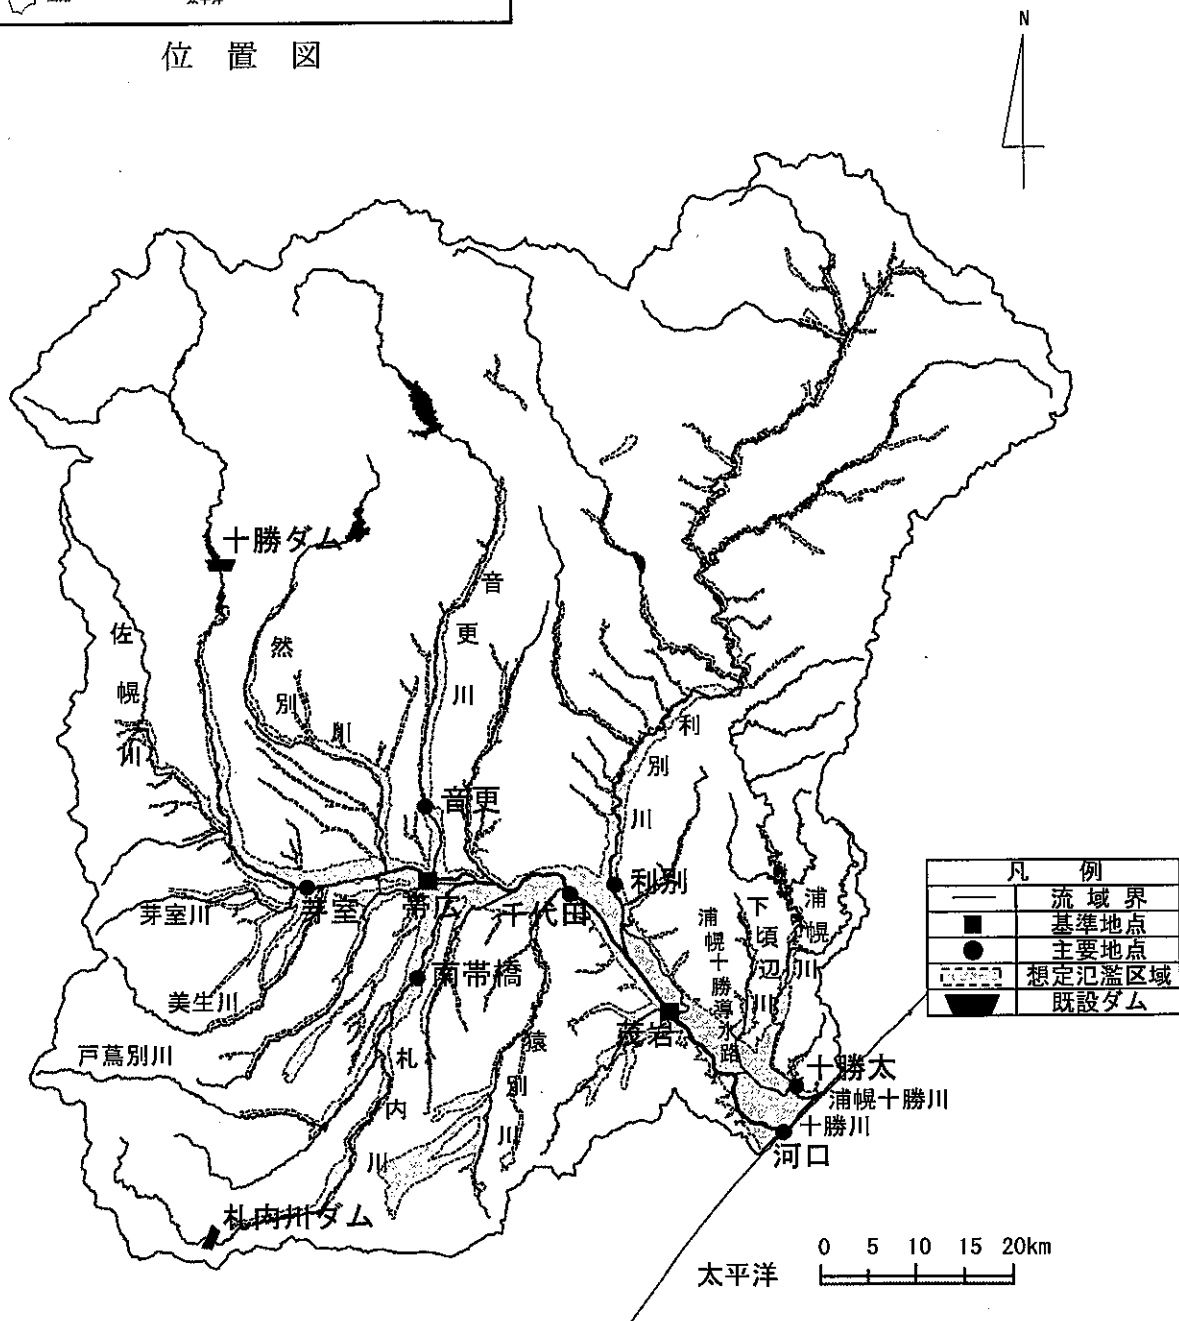 位置図
N
十勝ダム
佐幌川
然別川
音更川
利別川
音更
芽室川
芽室
帯広
千代田
利別
浦幌十勝導水路
下頃辺川
浦幌川
美生川
南帯橋
戸蔦別川
札内川
猿別川
茂岩
十勝太
浦幌十勝川
十勝川
河口
札内川ダム
太平洋
0 5 10 15 20km
凡例
流域界
基準地点
主要地点
想定氾濫区域
既設ダム